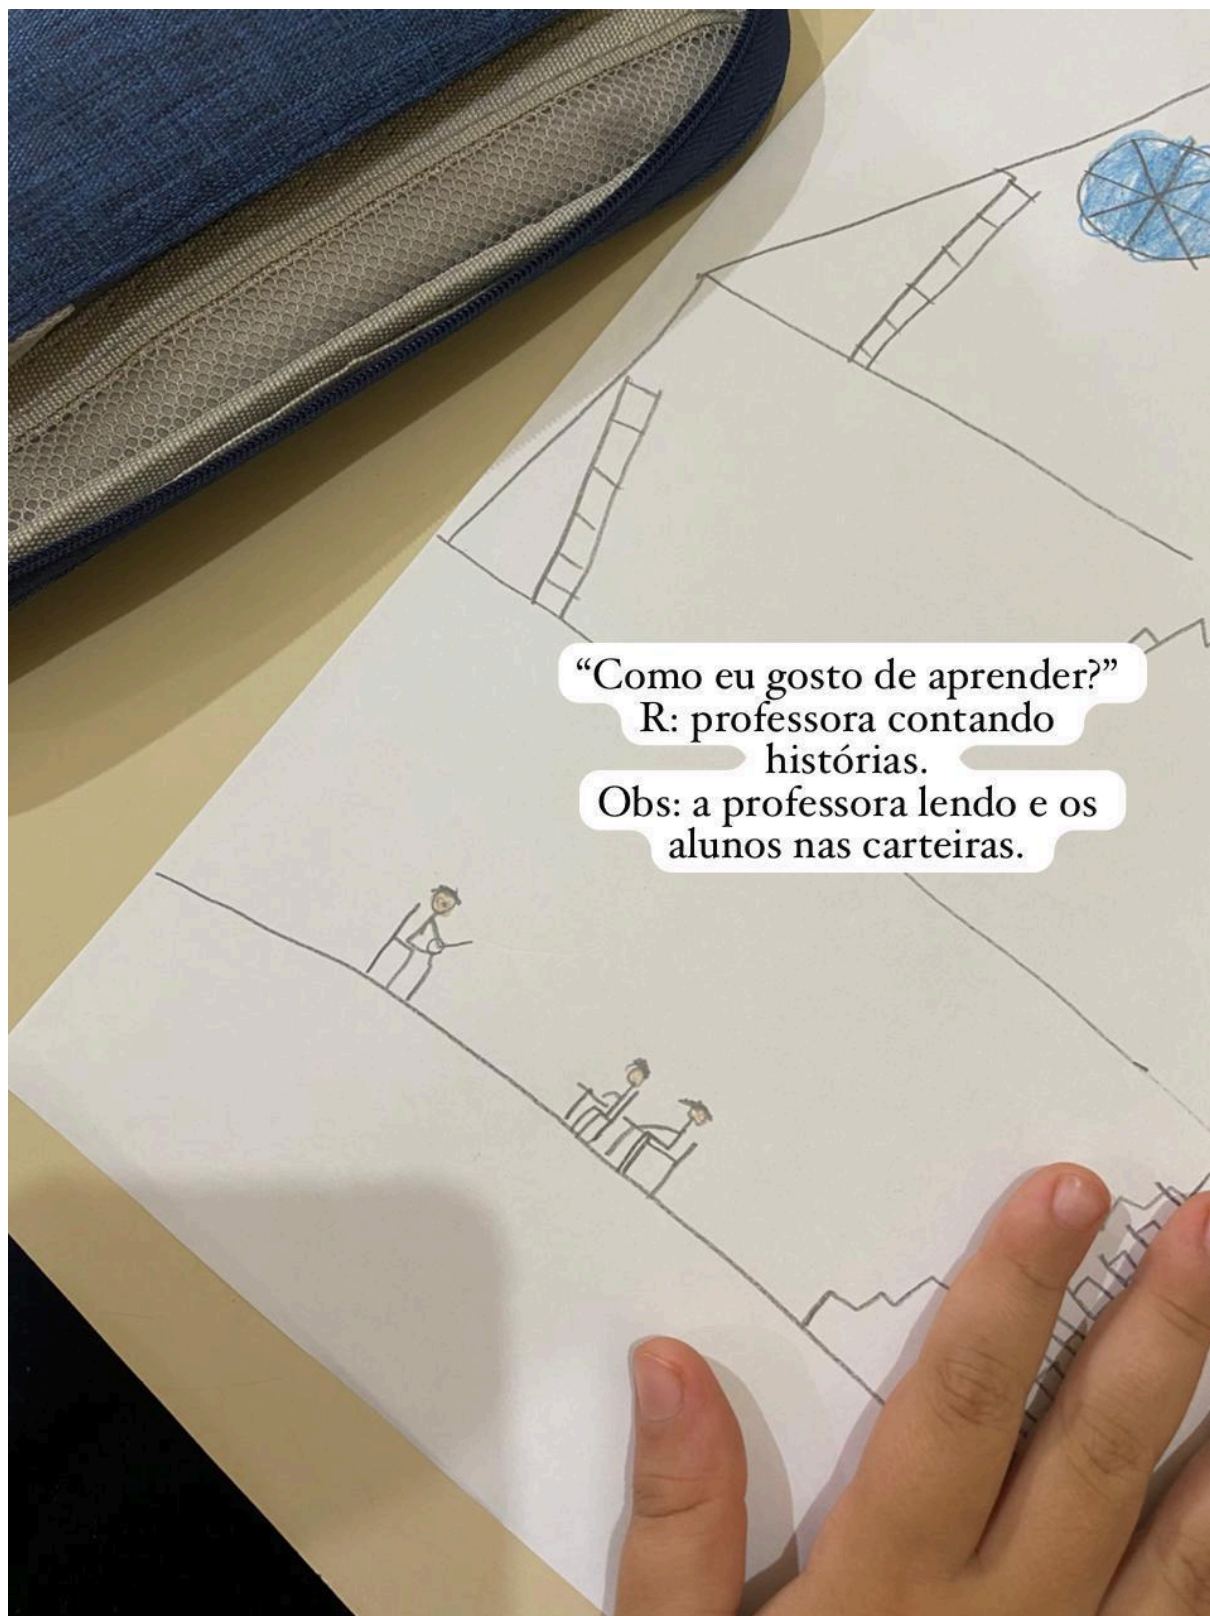 “Como eu gosto de aprender?”
R: professora contando
histórias.
Obs: a professora lendo e os
alunos nas carteiras.